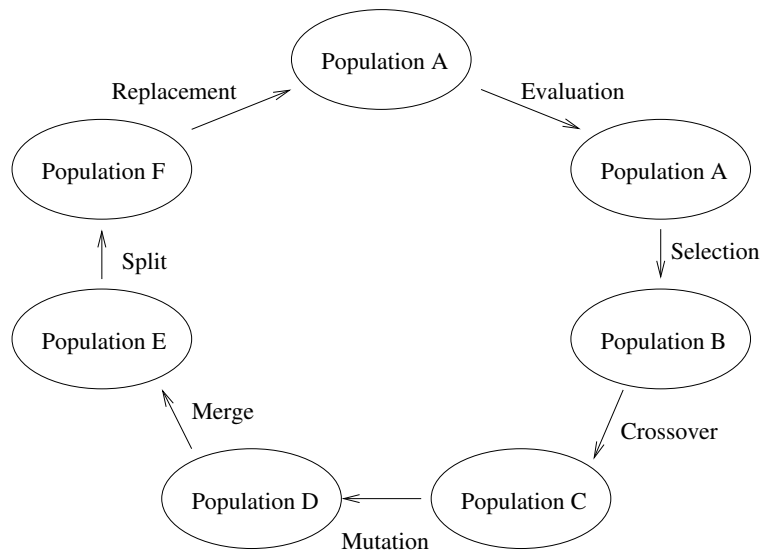 Population A
Replacement
Evaluation
Population F
Population A
Split
Selection
Population E
Population B
Merge
Crossover
Population D
Population C
Mutation